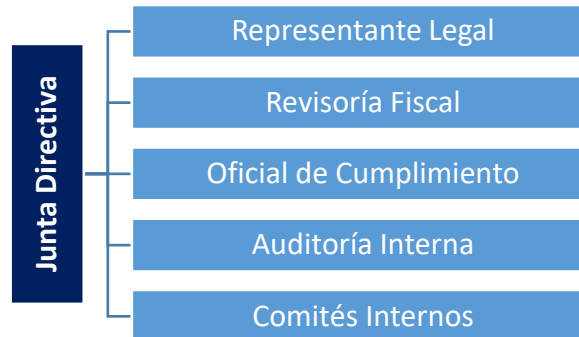 Junta Directiva
Representante Legal
Revisoría Fiscal
Oficial de Cumplimiento
Auditoría Interna
Comités Internos